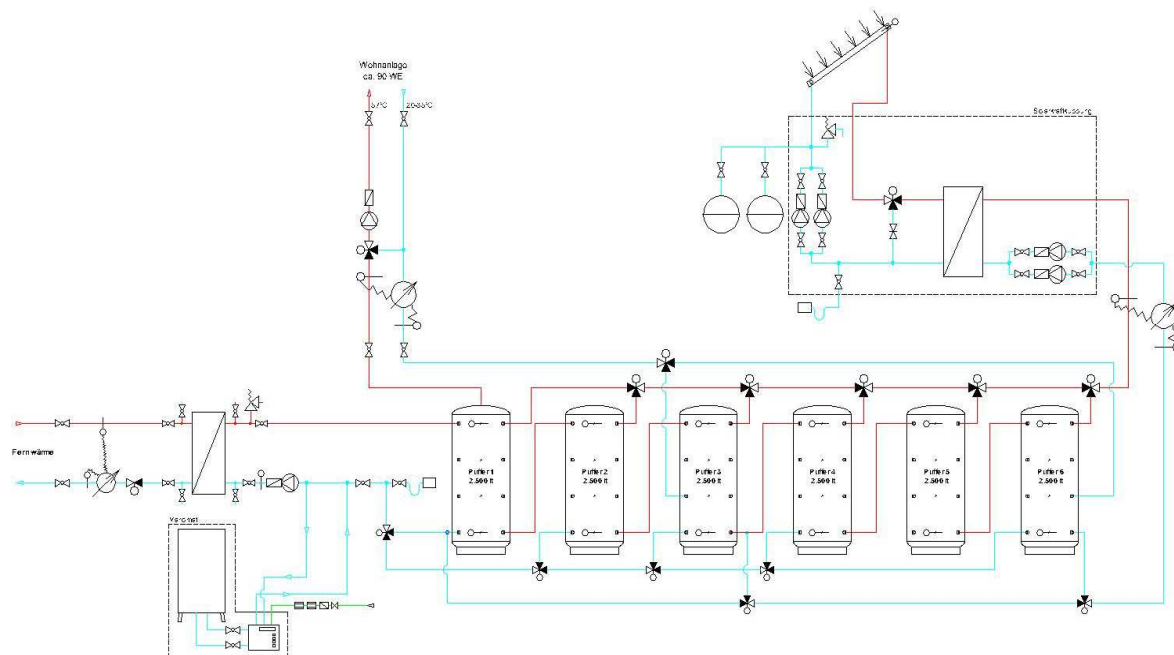 Wohnanlage
ca. 90 WE
57°C
Fernwärme
Puffer 1
2.500 lt
Puffer 2
2.500 lt
Puffer 3
2.500 lt
Puffer 4
2.500 lt
Puffer 5
2.500 lt
Puffer 6
2.500 lt